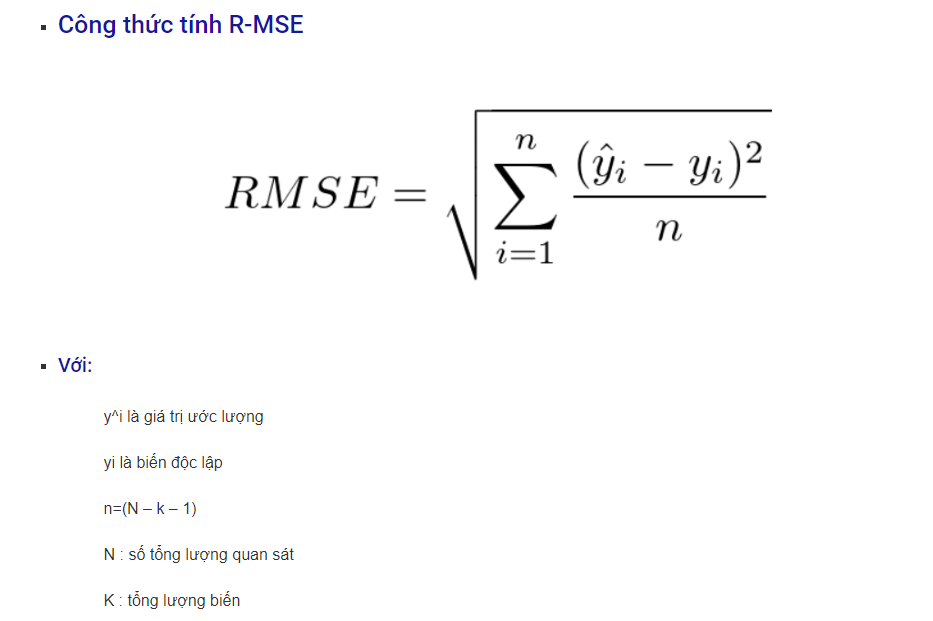 Công thức tính R-MSE
RMSE = \sqrt{\sum_{i=1}^{n} \frac{(\hat{y}_i - y_i)^2}{n}}
Với:
y^i là giá trị ước lượng
yi là biến độc lập
n=(N – k – 1)
N : số tổng lượng quan sát
K : tổng lượng biến